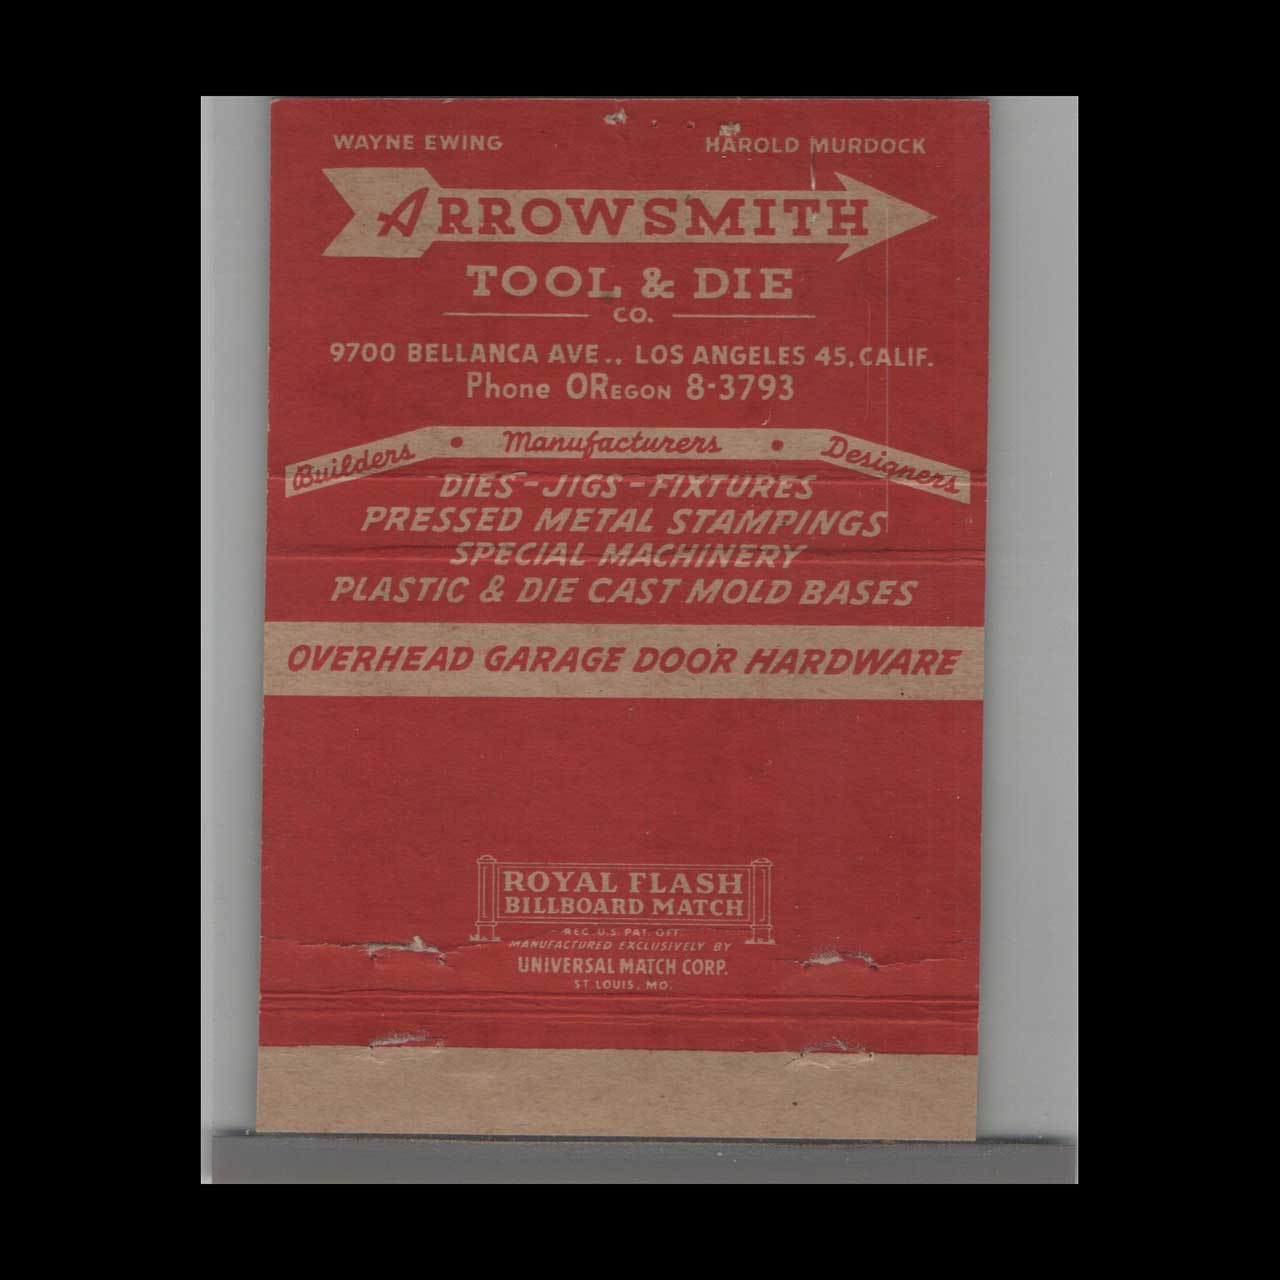 WAYNE EWING HAROLD MURDOCK
ARROWSMITH
TOOL & DIE
CO.
9700 BELLANCA AVE., LOS ANGELES 45, CALIF.
Phone OREGON 8-3793
Builders • Manufacturers • Designers
DIES-JIGS-FIXTURES
PRESSED METAL STAMPINGS
SPECIAL MACHINERY
PLASTIC & DIE CAST MOLD BASES
OVERHEAD GARAGE DOOR HARDWARE
ROYAL FLASH
BILLBOARD MATCH
REG. U.S. PAT. OFF.
MANUFACTURED EXCLUSIVELY BY
UNIVERSAL MATCH CORP.
ST LOUIS, MO.